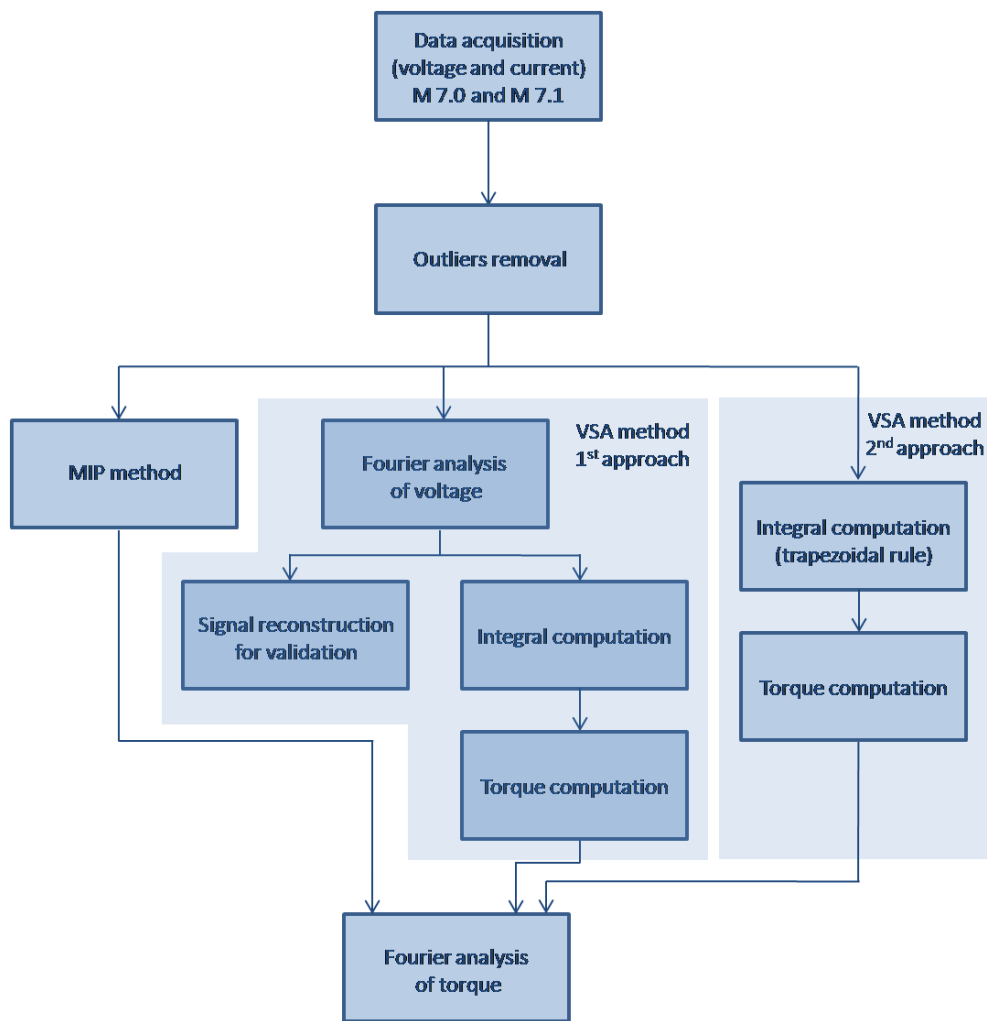 Data acquisition
(voltage and current)
M 7.0 and M 7.1
Outliers removal
MIP method
Fourier analysis
of voltage
VSA method
1st approach
VSA method
2nd approach
Integral computation
(trapezoidal rule)
Signal reconstruction
for validation
Integral computation
Torque computation
Torque computation
Fourier analysis
of torque